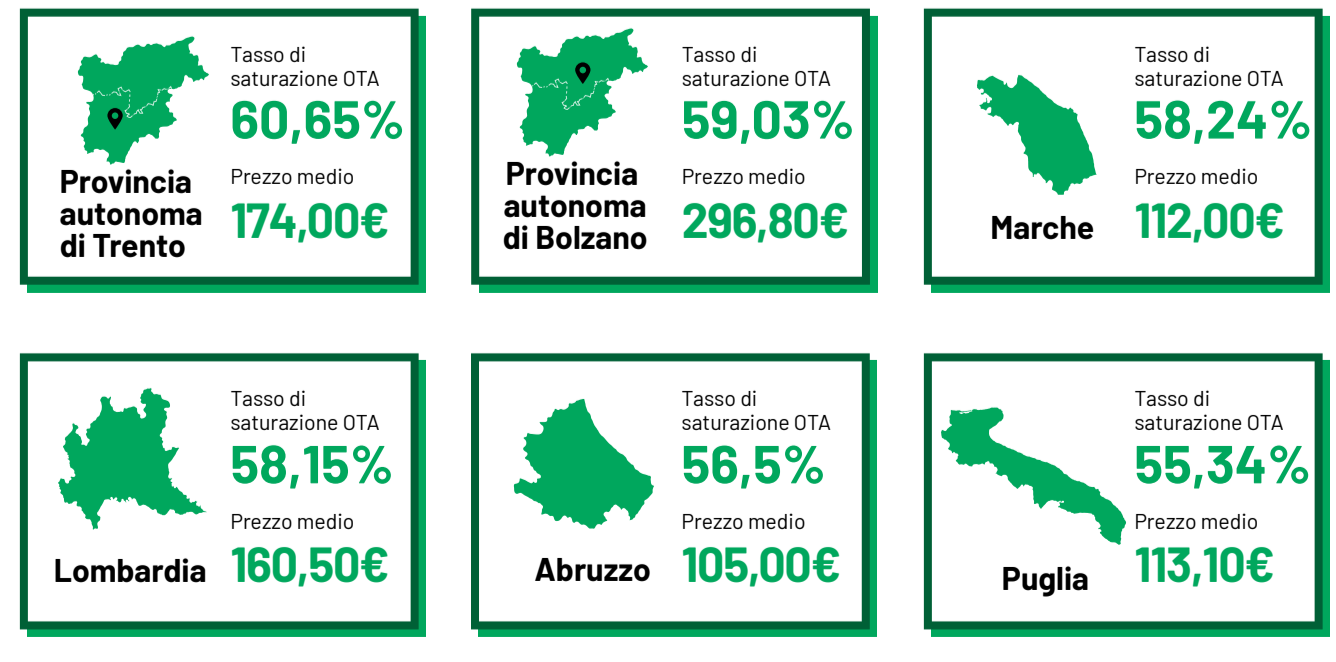 Tasso di
saturazione OTA
60,65%
Prezzo medio
174,00€
Provincia
autonoma
di Trento
Tasso di
saturazione OTA
59,03%
Prezzo medio
296,80€
Provincia
autonoma
di Bolzano
Tasso di
saturazione OTA
58,24%
Prezzo medio
112,00€
Marche
Tasso di
saturazione OTA
58,15%
Prezzo medio
160,50€
Lombardia
Tasso di
saturazione OTA
56,5%
Prezzo medio
105,00€
Abruzzo
Tasso di
saturazione OTA
55,34%
Prezzo medio
113,10€
Puglia